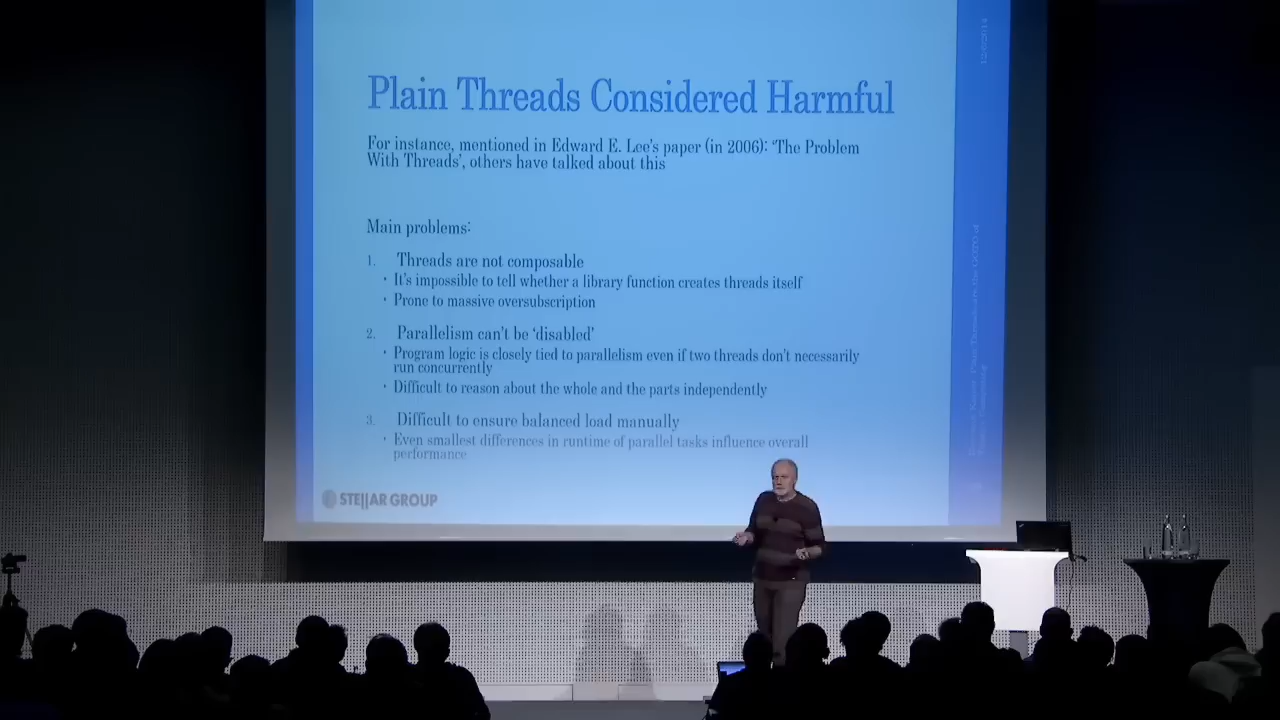 Plain Threads Considered Harmful
For instance, mentioned in Edward E. Lee's paper (in 2006): 'The Problem
With Threads', others have talked about this
Main problems:
1. Threads are not composable
• It's impossible to tell whether a library function creates threads itself
• Prone to massive oversubscription
2. Parallelism can't be 'disabled'
• Program logic is closely tied to parallelism even if two threads don't necessarily
run concurrently
• Difficult to reason about the whole and the parts independently
3. Difficult to ensure balanced load manually
• Even smallest differences in runtime of parallel tasks influence overall
performance
STE||AR GROUP